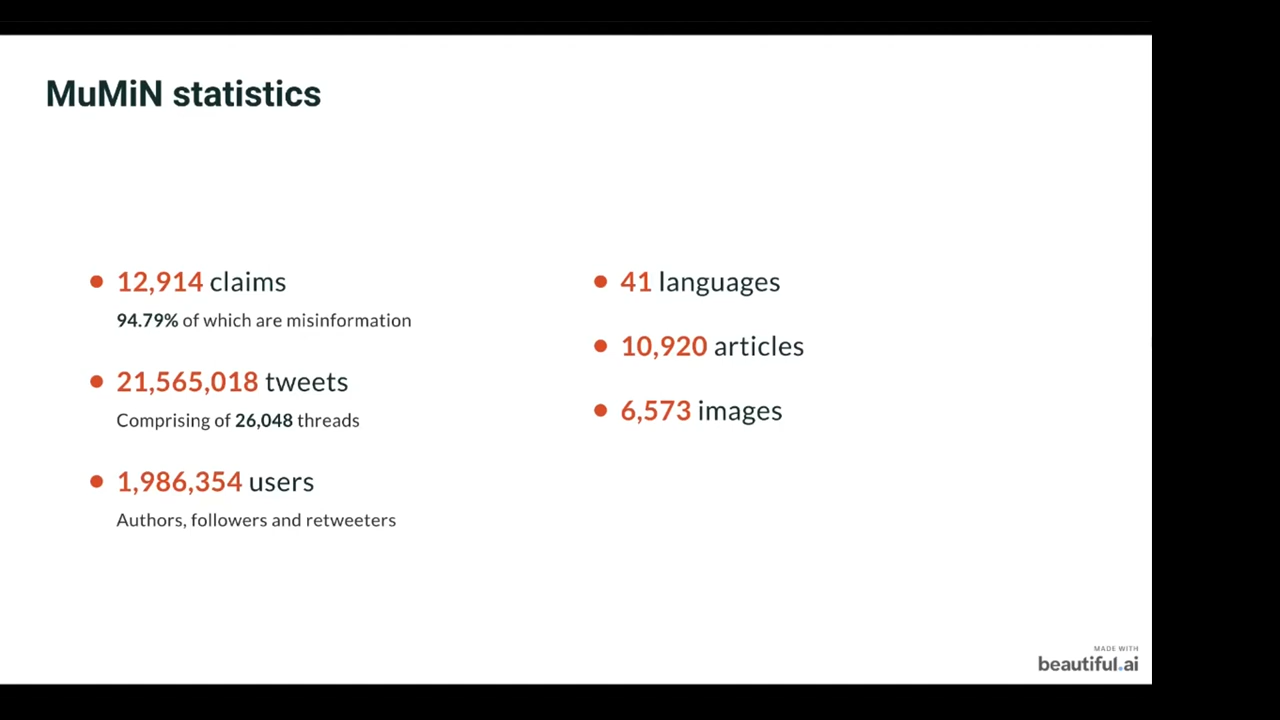 MuMiN statistics
12,914 claims
94.79% of which are misinformation
21,565,018 tweets
Comprising of 26,048 threads
1,986,354 users
Authors, followers and retweeters
41 languages
10,920 articles
6,573 images
MADE WITH
beautiful.ai